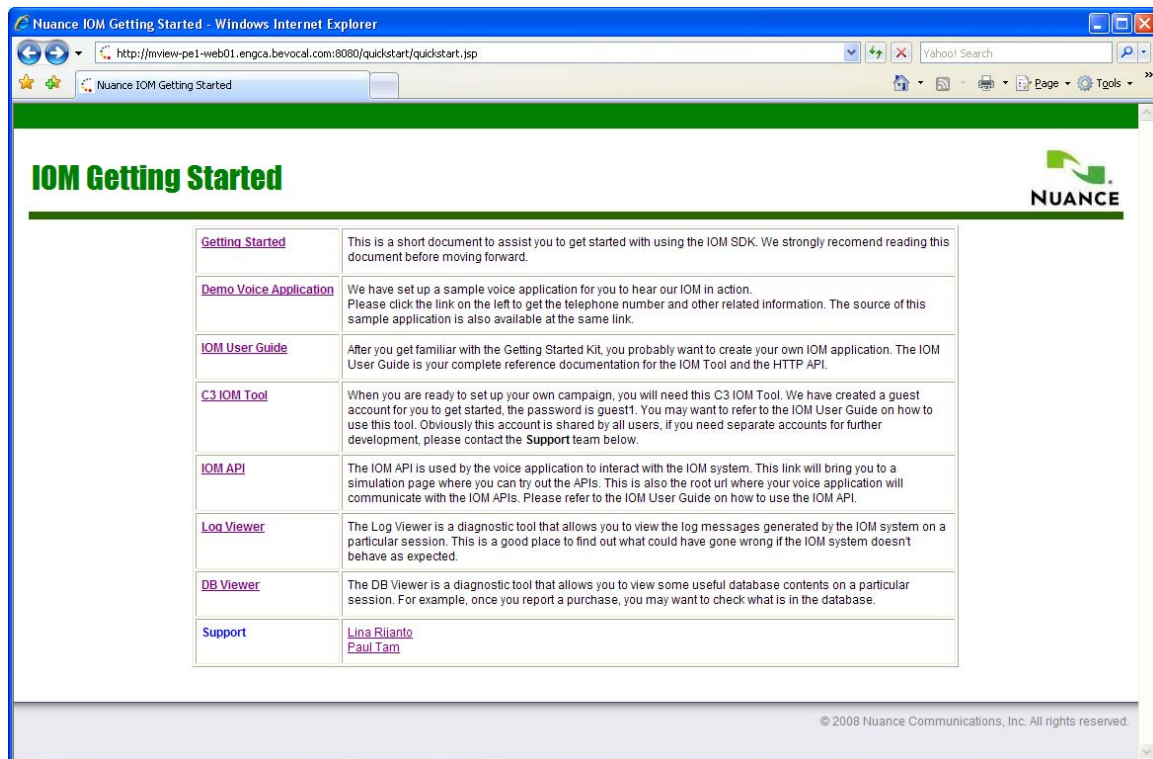 Nuance IOM Getting Started - Windows Internet Explorer
http://mview-pe1-web01.engca.bevocal.com:8080/quickstart/quickstart.jsp
Yahoo! Search
Nuance IOM Getting Started
Page
Tools
»
IOM Getting Started
NUANCE
Getting Started
This is a short document to assist you to get started with using the IOM SDK. We strongly recomend reading this
document before moving forward.
Demo Voice Application
We have set up a sample voice application for you to hear our IOM in action.
Please click the link on the left to get the telephone number and other related information. The source of this
sample application is also available at the same link.
IOM User Guide
After you get familiar with the Getting Started Kit, you probably want to create your own IOM application. The IOM
User Guide is your complete reference documentation for the IOM Tool and the HTTP API.
C3 IOM Tool
When you are ready to set up your own campaign, you will need this C3 IOM Tool. We have created a guest
account for you to get started, the password is guest1. You may want to refer to the IOM User Guide on how to
use this tool. Obviously this account is shared by all users, if you need separate accounts for further
development, please contact the Support team below.
IOM API
The IOM API is used by the voice application to interact with the IOM system. This link will bring you to a
simulation page where you can try out the APIs. This is also the root url where your voice application will
communicate with the IOM APIs. Please refer to the IOM User Guide on how to use the IOM API.
Log Viewer
The Log Viewer is a diagnostic tool that allows you to view the log messages generated by the IOM system on a
particular session. This is a good place to find out what could have gone wrong if the IOM system doesn't
behave as expected.
DB Viewer
The DB Viewer is a diagnostic tool that allows you to view some useful database contents on a particular
session. For example, once you report a purchase, you may want to check what is in the database.
Support
Lina Rijanto
Paul Tam
© 2008 Nuance Communications, Inc. All rights reserved.